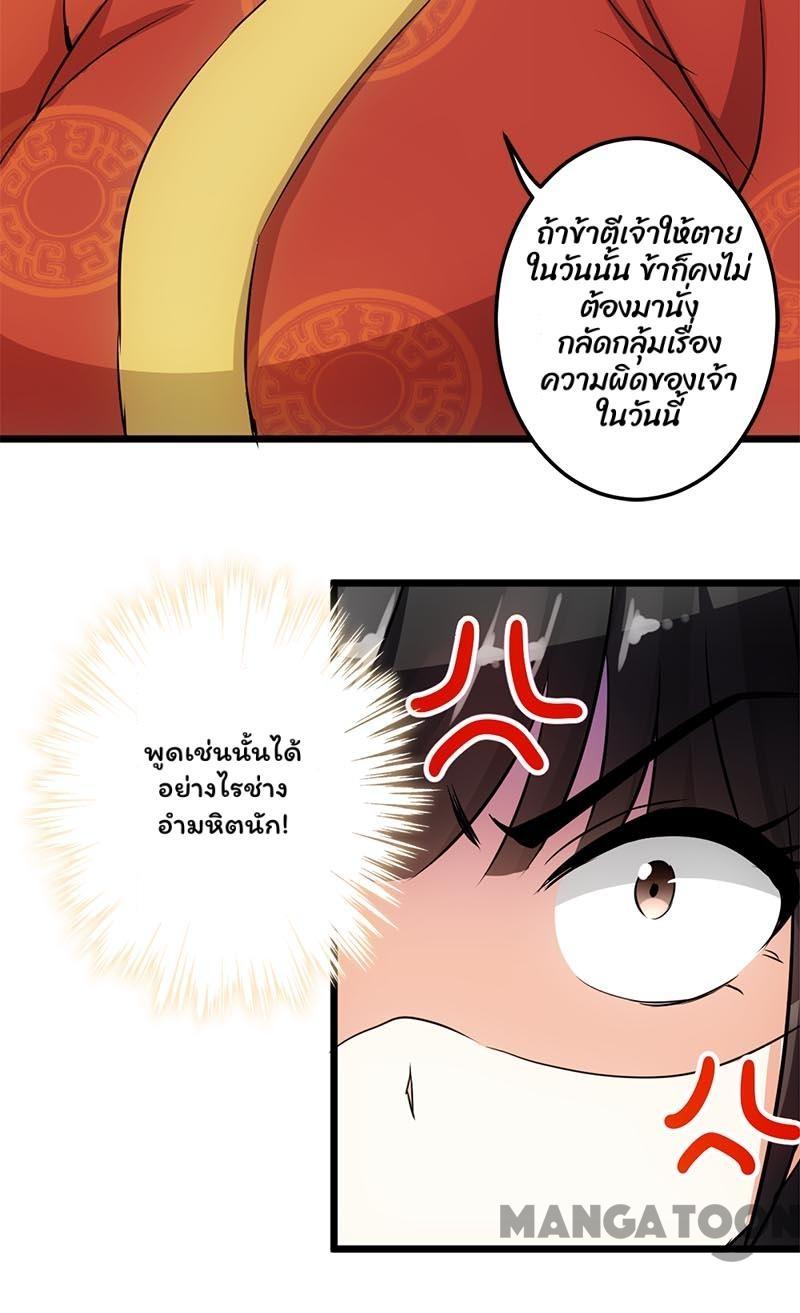 ถ้าข้าตีเจ้าให้ตาย
ในวันนั้น ข้าก็คงไม่
ต้องมานั่ง
กลัดกลุ้มเรื่อง
ความผิดของเจ้า
ในวันนี้
พูดเช่นนั้นได้
อย่างไรช่าง
อำมหิตนัก!
MANGATOON